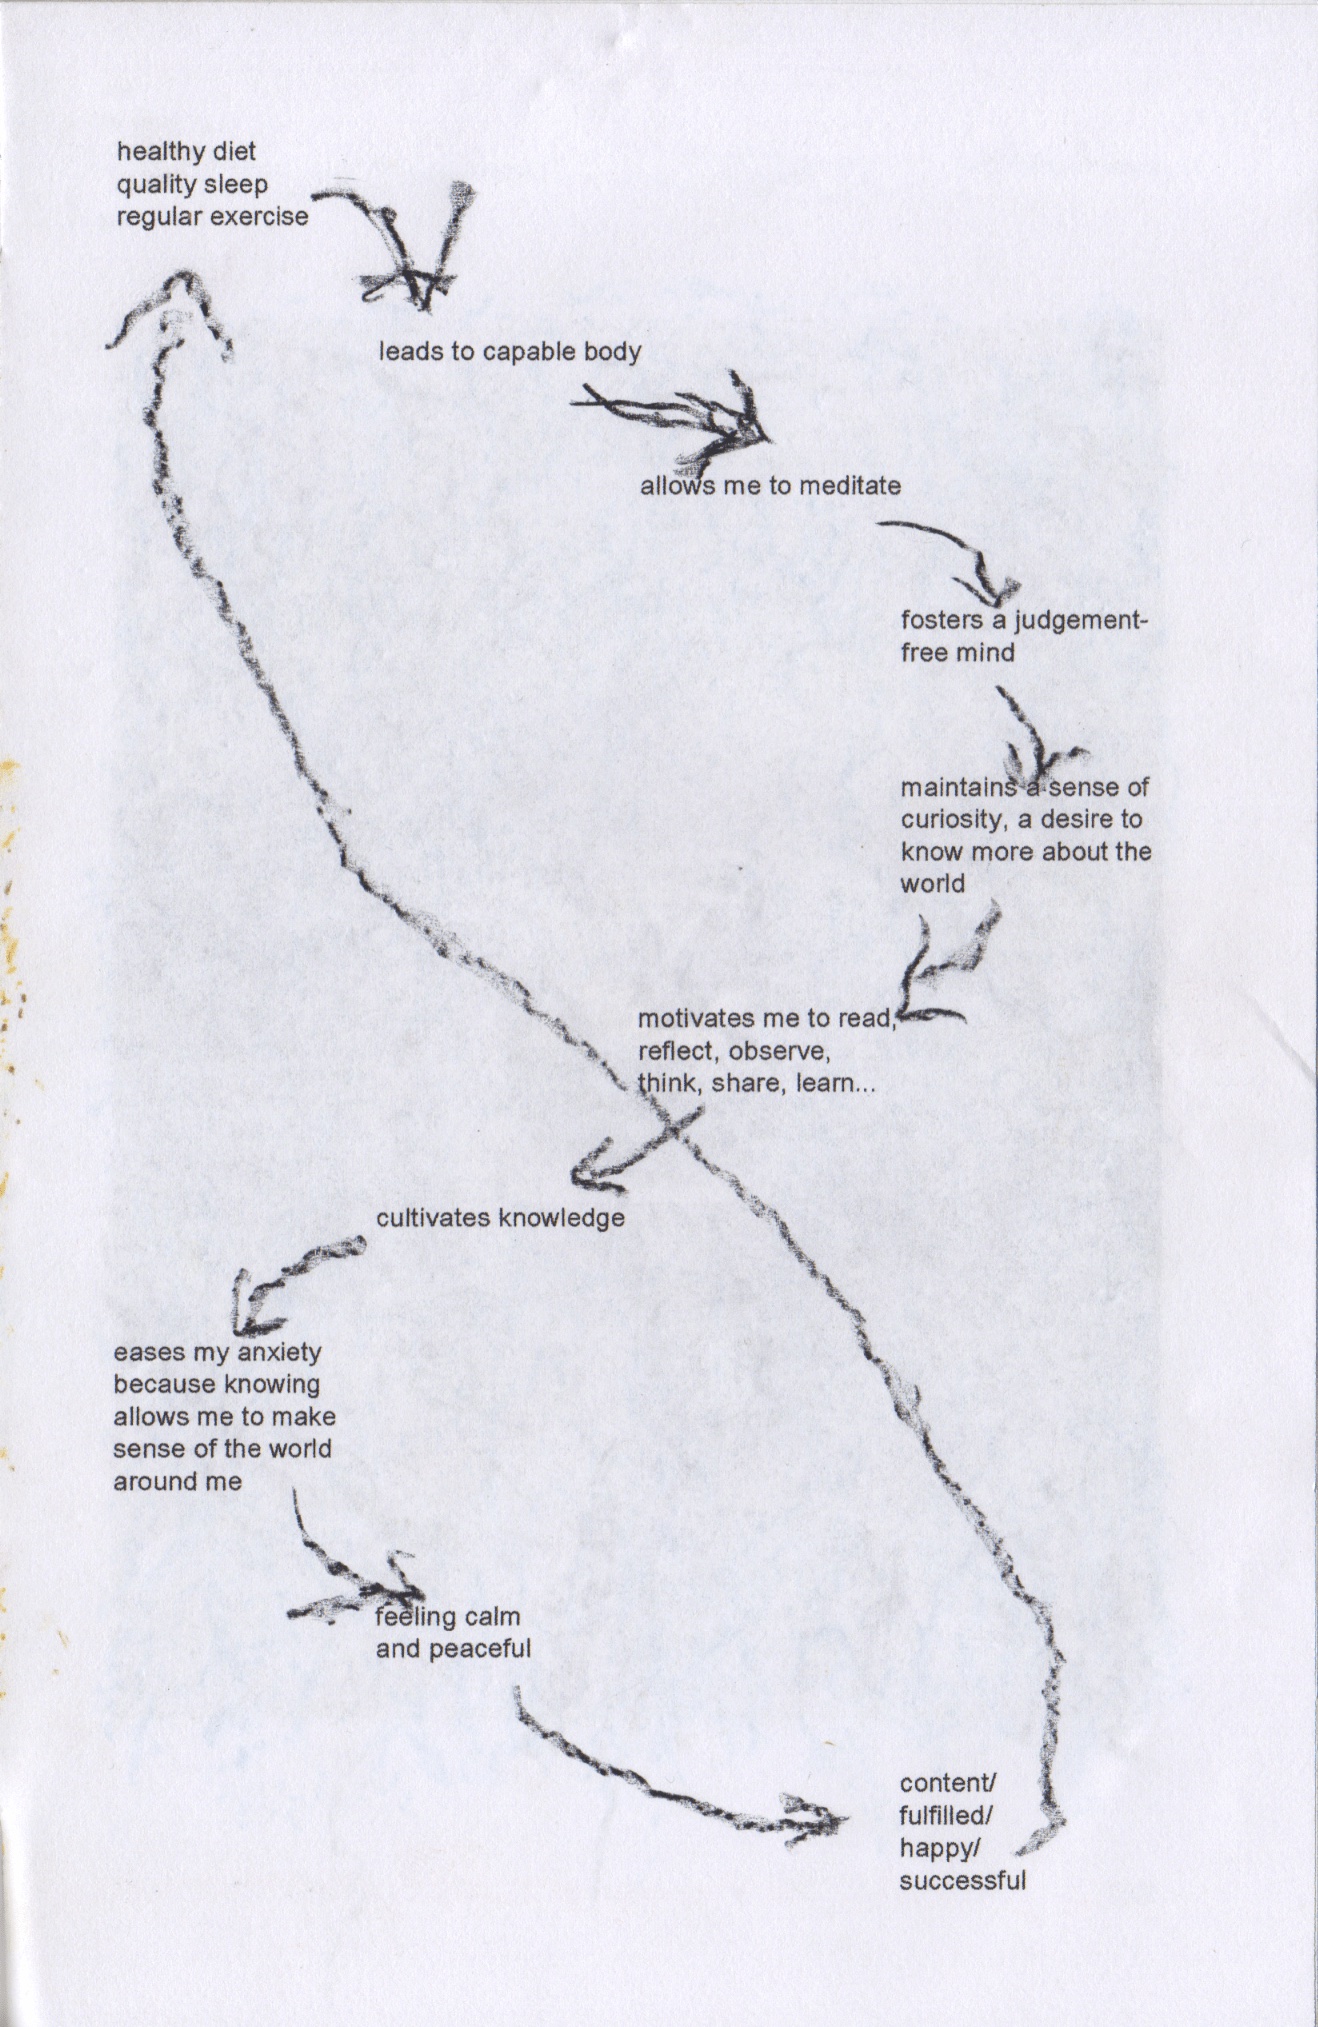 healthy diet
quality sleep
regular exercise
leads to capable body
allows me to meditate
fosters a judgement-
free mind
maintains a sense of
curiosity, a desire to
know more about the
world
motivates me to read,
reflect, observe,
think, share, learn...
cultivates knowledge
eases my anxiety
because knowing
allows me to make
sense of the world
around me
feeling calm
and peaceful
content/
fulfilled/
happy/
successful